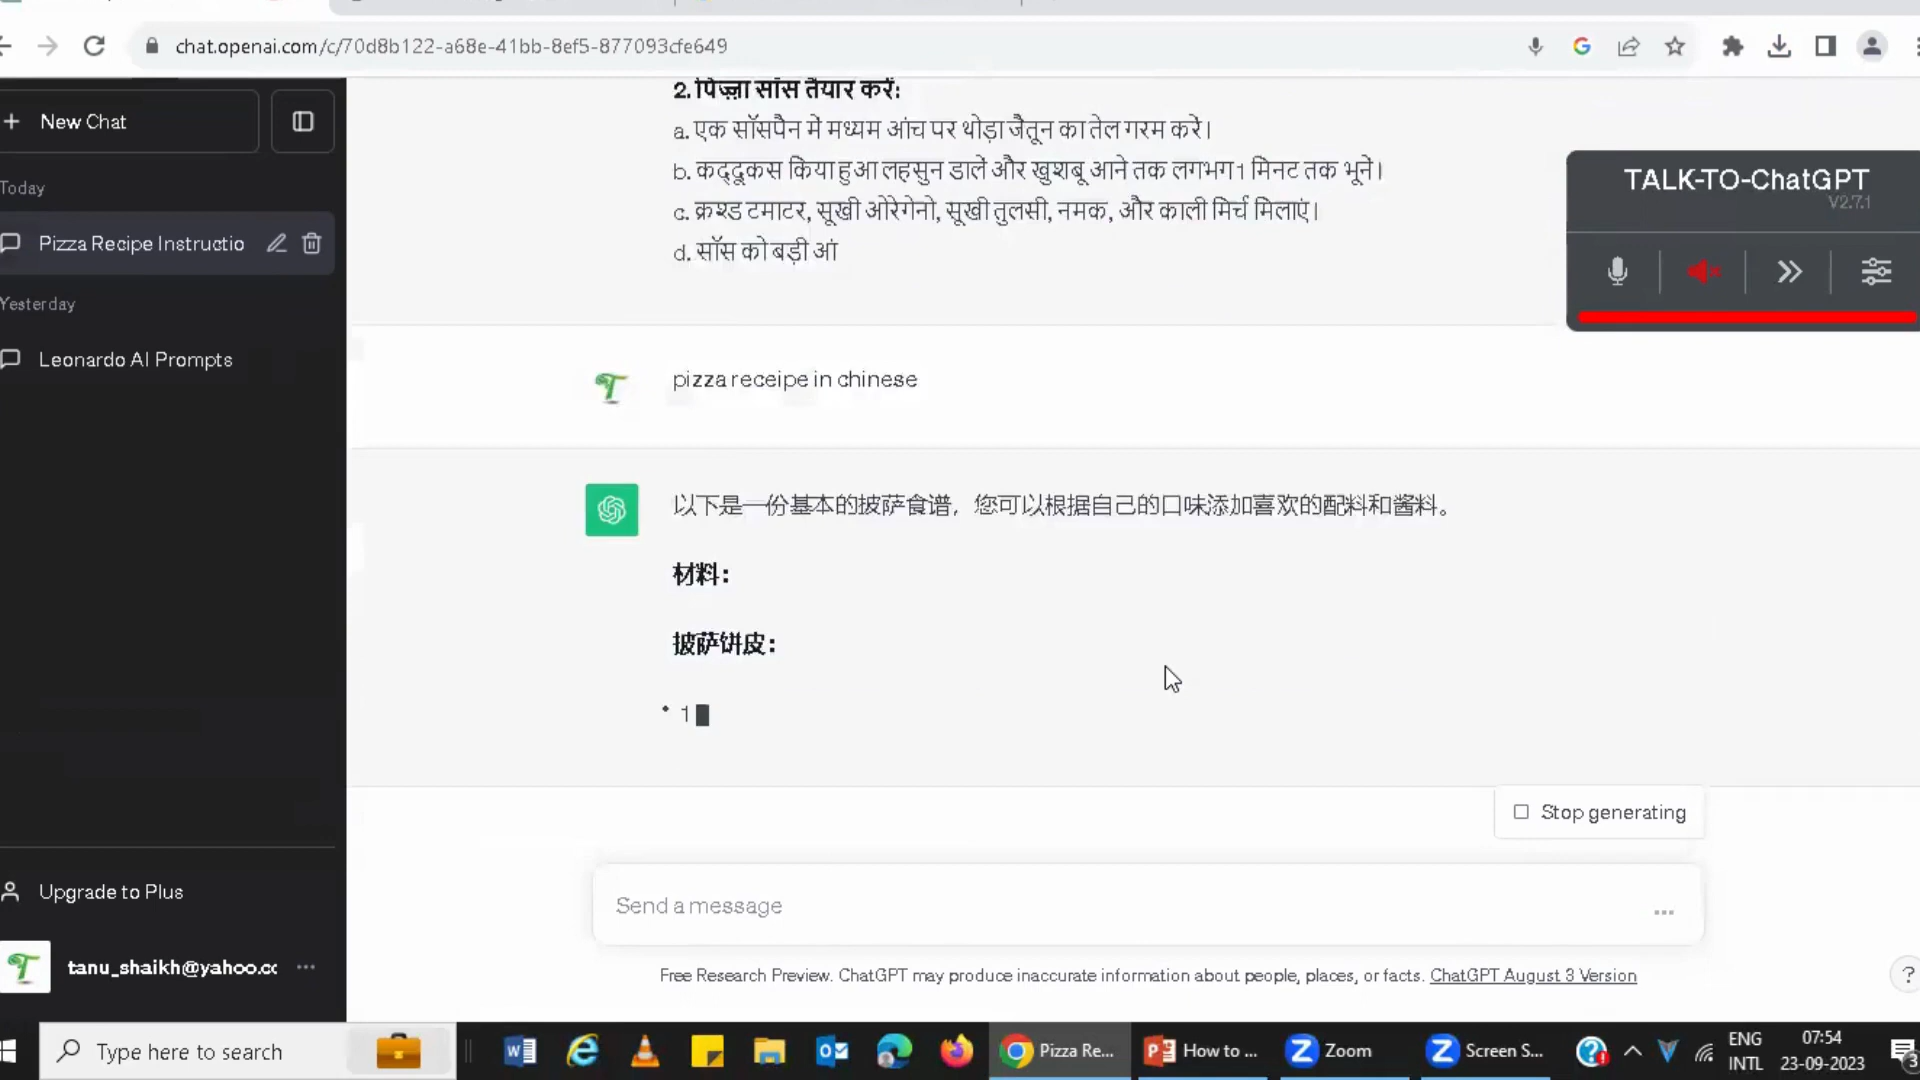 chat.openai.com/c/70d8b122-a68e-41bb-8ef5-877093cfe649
New Chat
Today
Pizza Recipe Instructio
Yesterday
Leonardo AI Prompts
Upgrade to Plus
tanu_shaikh@yahoo.cc
2. पिज़्ज़ा सॉस तैयार करें:
a. एक सॉसपैन में मध्यम आंच पर थोड़ा जैतून का तेल गरम करें।
b. कद्दूकस किया हुआ लहसुन डालें और खुशबू आने तक लगभग 1 मिनट तक भूनें।
c. क्रश्ड टमाटर, सूखी ओरेगेनो, सूखी तुलसी, नमक, और काली मिर्च मिलाएं।
d. सॉस को बड़ी आं
TALK-TO-ChatGPT
V2.7.1
pizza receipe in chinese
以下是一份基本的披萨食谱，您可以根据自己的口味添加喜欢的配料和酱料。
材料：
披萨饼皮：
• 1
Stop generating
Send a message
Free Research Preview. ChatGPT may produce inaccurate information about people, places, or facts. ChatGPT August 3 Version
?
Type here to search
Pizza Re...
How to ...
Zoom
Screen S...
ENG
INTL
07:54
23-09-2023
3